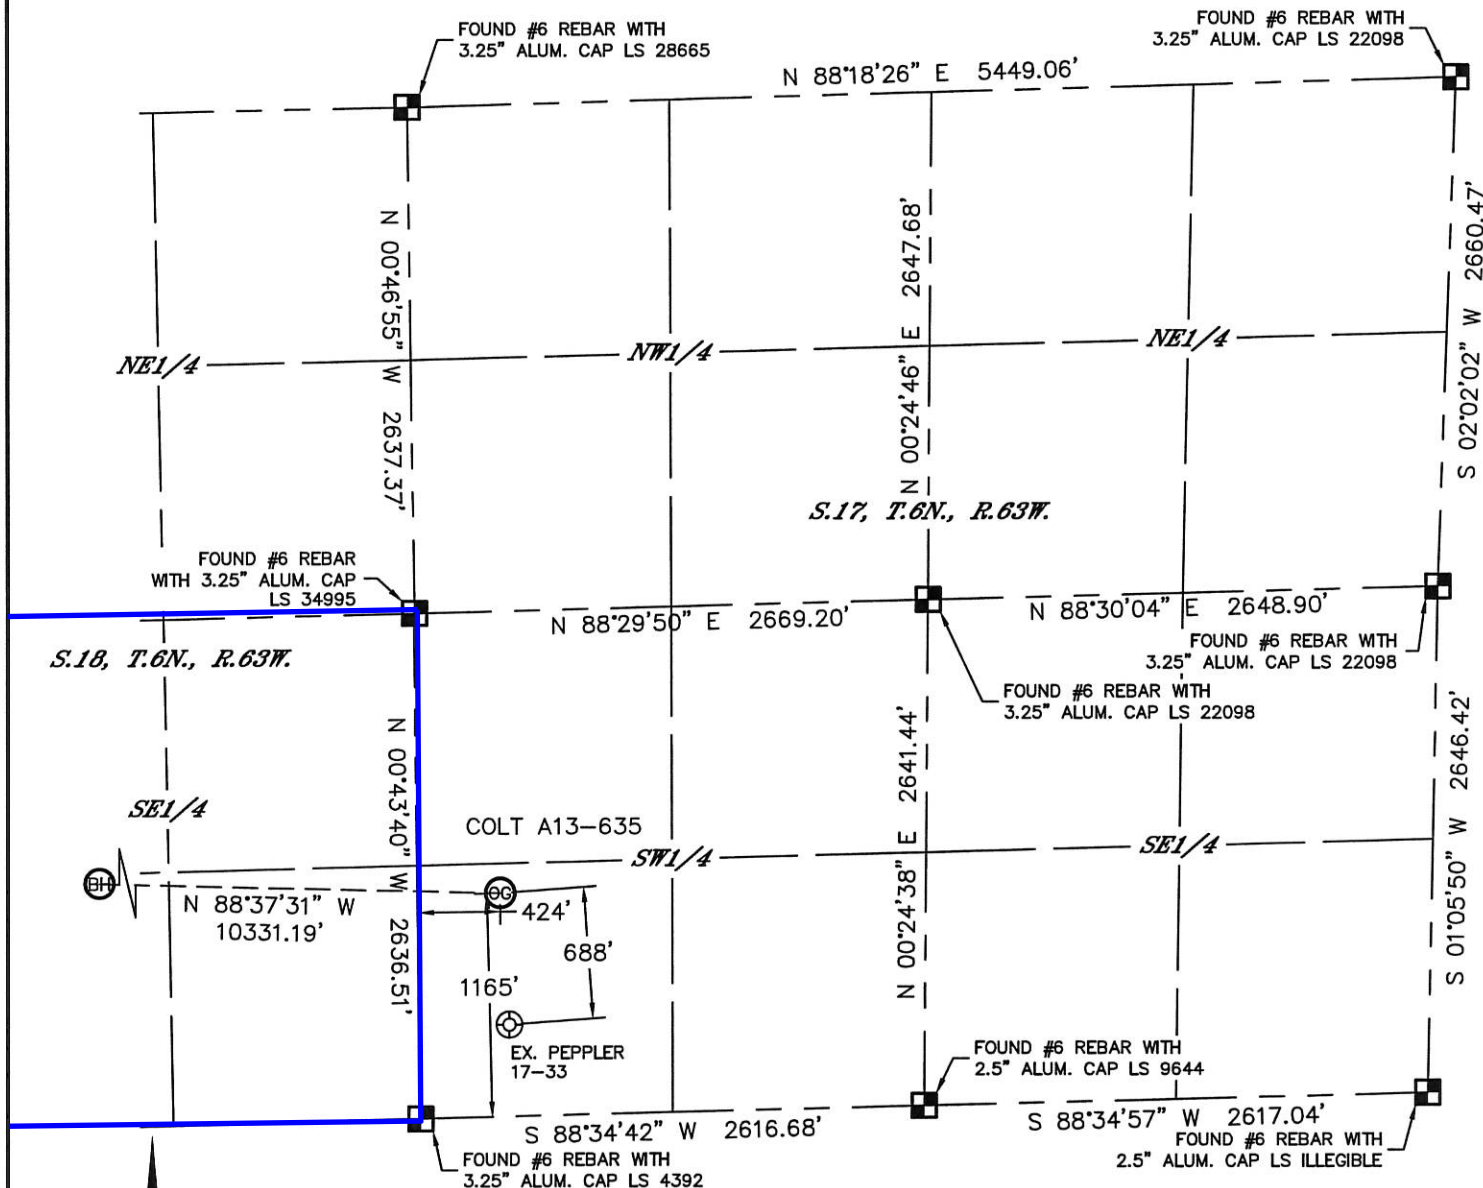 FOUND #6 REBAR WITH
3.25" ALUM. CAP LS 28665
FOUND #6 REBAR WITH
3.25" ALUM. CAP LS 22098
N 88°18'26" E 5449.06'
N 00°46'55" W 2637.37'
N 00°24'46" E 2647.68'
S 02°02'02" W 2660.47'
NE1/4
NW1/4
NE1/4
S.17, T.6N., R.63W.
FOUND #6 REBAR
WITH 3.25" ALUM. CAP
LS 34995
N 88°29'50" E 2669.20'
N 88°30'04" E 2648.90'
FOUND #6 REBAR WITH
3.25" ALUM. CAP LS 22098
S.18, T.6N., R.63W.
FOUND #6 REBAR WITH
3.25" ALUM. CAP LS 22098
N 00°43'40" W 2636.51'
N 00°24'38" E 2641.44'
S 01°05'50" W 2646.42'
SE1/4
COLT A13-635
SW1/4
SE1/4
BH
OG
N 88°37'31" W
10331.19'
424'
688'
1165'
EX. PEPPLER
17-33
FOUND #6 REBAR WITH
2.5" ALUM. CAP LS 9644
S 88°34'42" W 2616.68'
S 88°34'57" W 2617.04'
FOUND #6 REBAR WITH
2.5" ALUM. CAP LS ILLEGIBLE
FOUND #6 REBAR WITH
3.25" ALUM. CAP LS 4392